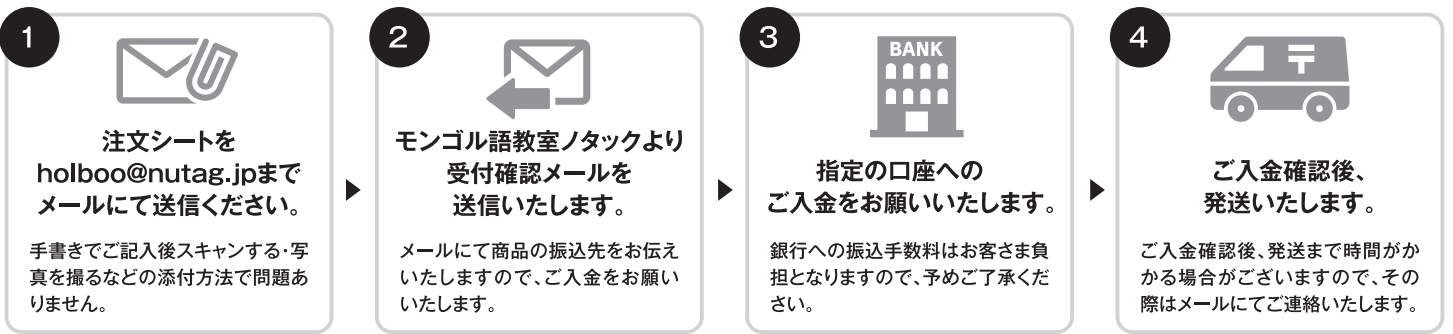 1
注文シートを
holboo@nutag.jpまで
メールにて送信ください。
手書きでご記入後スキャンする・写
真を撮るなどの添付方法で問題あ
りません。
2
モンゴル語教室ノタックより
受付確認メールを
送信いたします。
メールにて商品の振込先をお伝え
いたしますので、ご入金をお願い
いたします。
3
BANK
指定の口座への
ご入金をお願いいたします。
銀行への振込手数料はお客さま負
担となりますので、予めご了承くだ
さい。
4
〒
ご入金確認後、
発送いたします。
ご入金確認後、発送まで時間がか
かる場合がございますので、その
際はメールにてご連絡いたします。